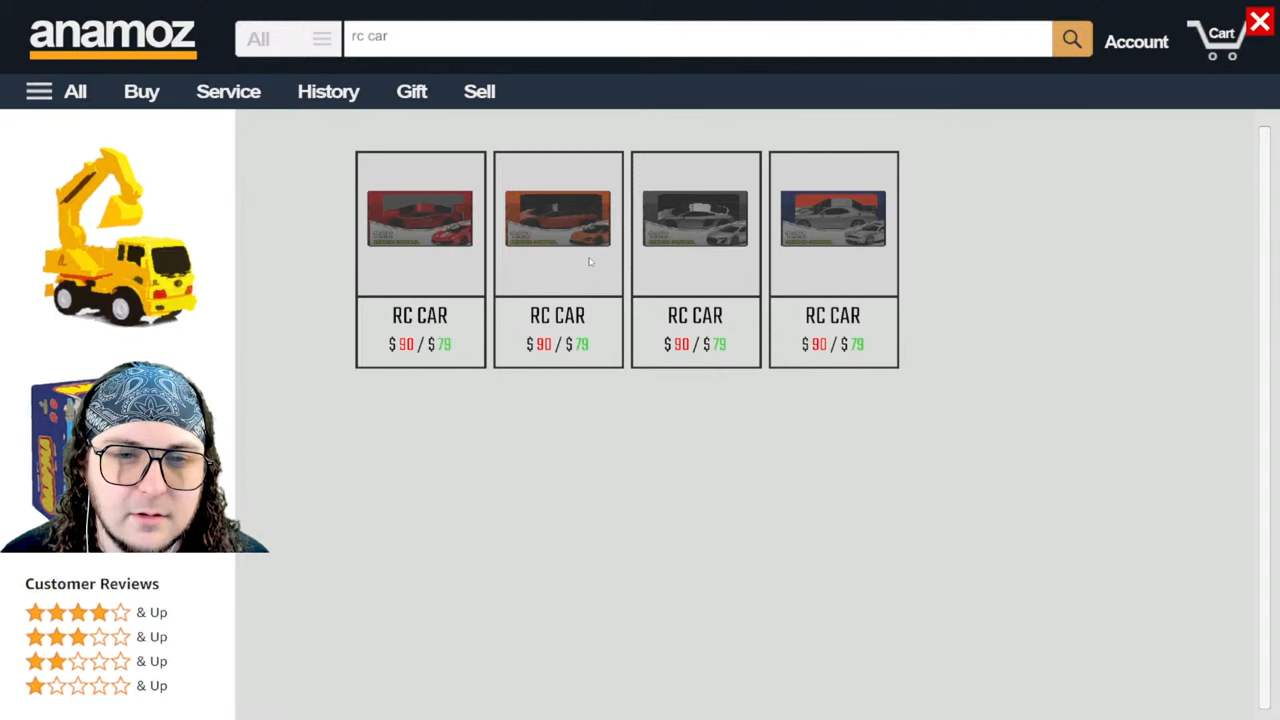 anamoz
All
rc car
Account
Cart
All Buy Service History Gift Sell
RC CAR
$ 90 / $ 79
RC CAR
$ 90 / $ 79
RC CAR
$ 90 / $ 79
RC CAR
$ 90 / $ 79
Customer Reviews
& Up
& Up
& Up
& Up